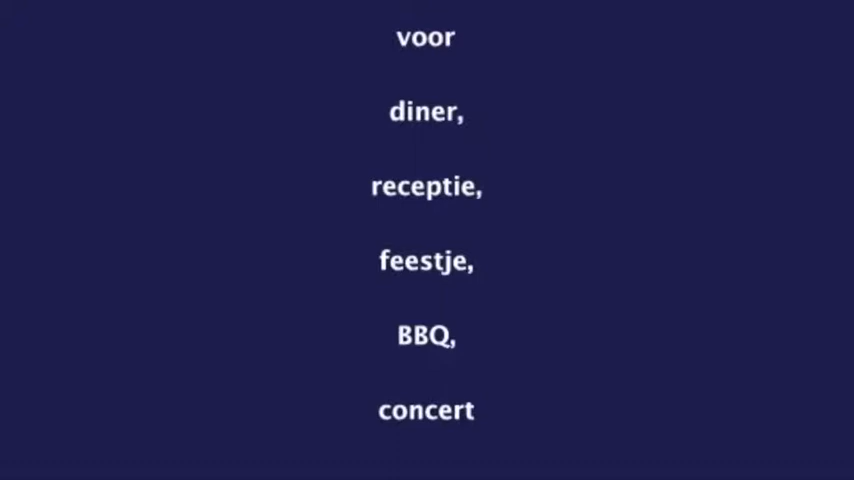 voor
diner,
receptie,
feestje,
BBQ,
concert